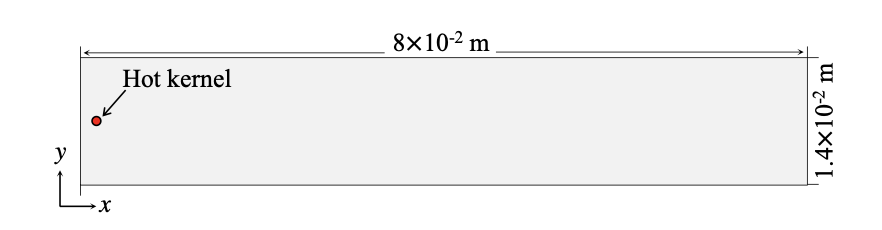 8×10⁻² m
Hot kernel
1.4×10⁻² m
y
x